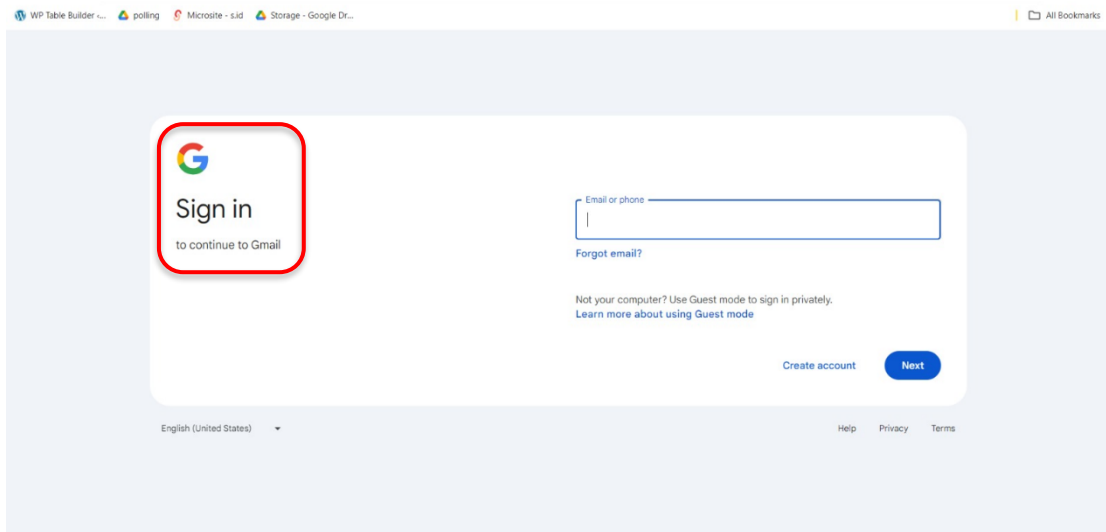 WP Table Builder ‹... polling Microsite - s.id Storage - Google Dr... All Bookmarks
Sign in
to continue to Gmail
Email or phone
Forgot email?
Not your computer? Use Guest mode to sign in privately.
Learn more about using Guest mode
Create account Next
English (United States) Help Privacy Terms